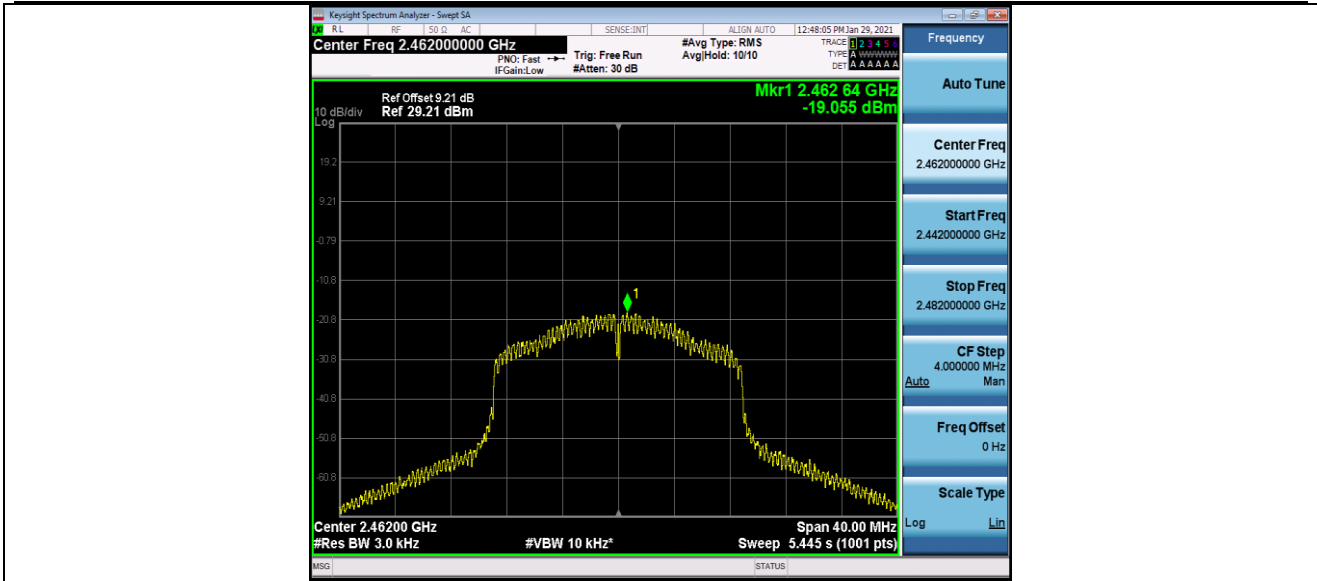 Keysight Spectrum Analyzer - Swept SA
RL RF 50 Ω AC SENSE:INT ALIGN AUTO 12:48:05 PM Jan 29, 2021
Center Freq 2.462000000 GHz
PNO: Fast
IFGain:Low
Trig: Free Run
#Atten: 30 dB
#Avg Type: RMS
Avg|Hold: 10/10
TRACE 1 2 3 4 5 6
TYPE A WWWWW
DET A A A A A A
Mkr1 2.462 64 GHz
-19.055 dBm
Ref Offset 9.21 dB
10 dB/div Ref 29.21 dBm
Log
1
19.2
9.21
-0.79
-10.8
-20.8
-30.8
-40.8
-50.8
-60.8
Center 2.46200 GHz Span 40.00 MHz
#Res BW 3.0 kHz #VBW 10 kHz* Sweep 5.445 s (1001 pts)
MSG STATUS
Frequency
Auto Tune
Center Freq
2.462000000 GHz
Start Freq
2.442000000 GHz
Stop Freq
2.482000000 GHz
CF Step
4.000000 MHz
Auto Man
Freq Offset
0 Hz
Scale Type
Log Lin